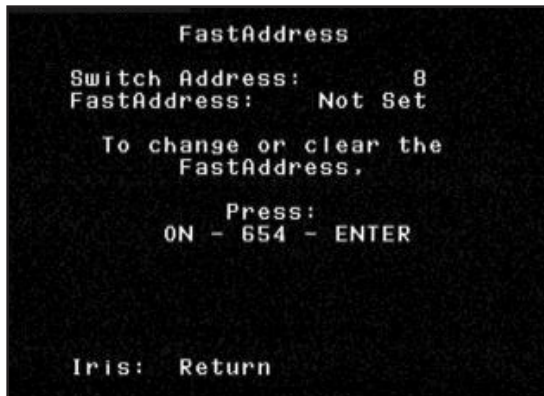 FastAddress
Switch Address: 8
FastAddress: Not Set
To change or clear the
FastAddress,
Press:
ON - 654 - ENTER
Iris: Return